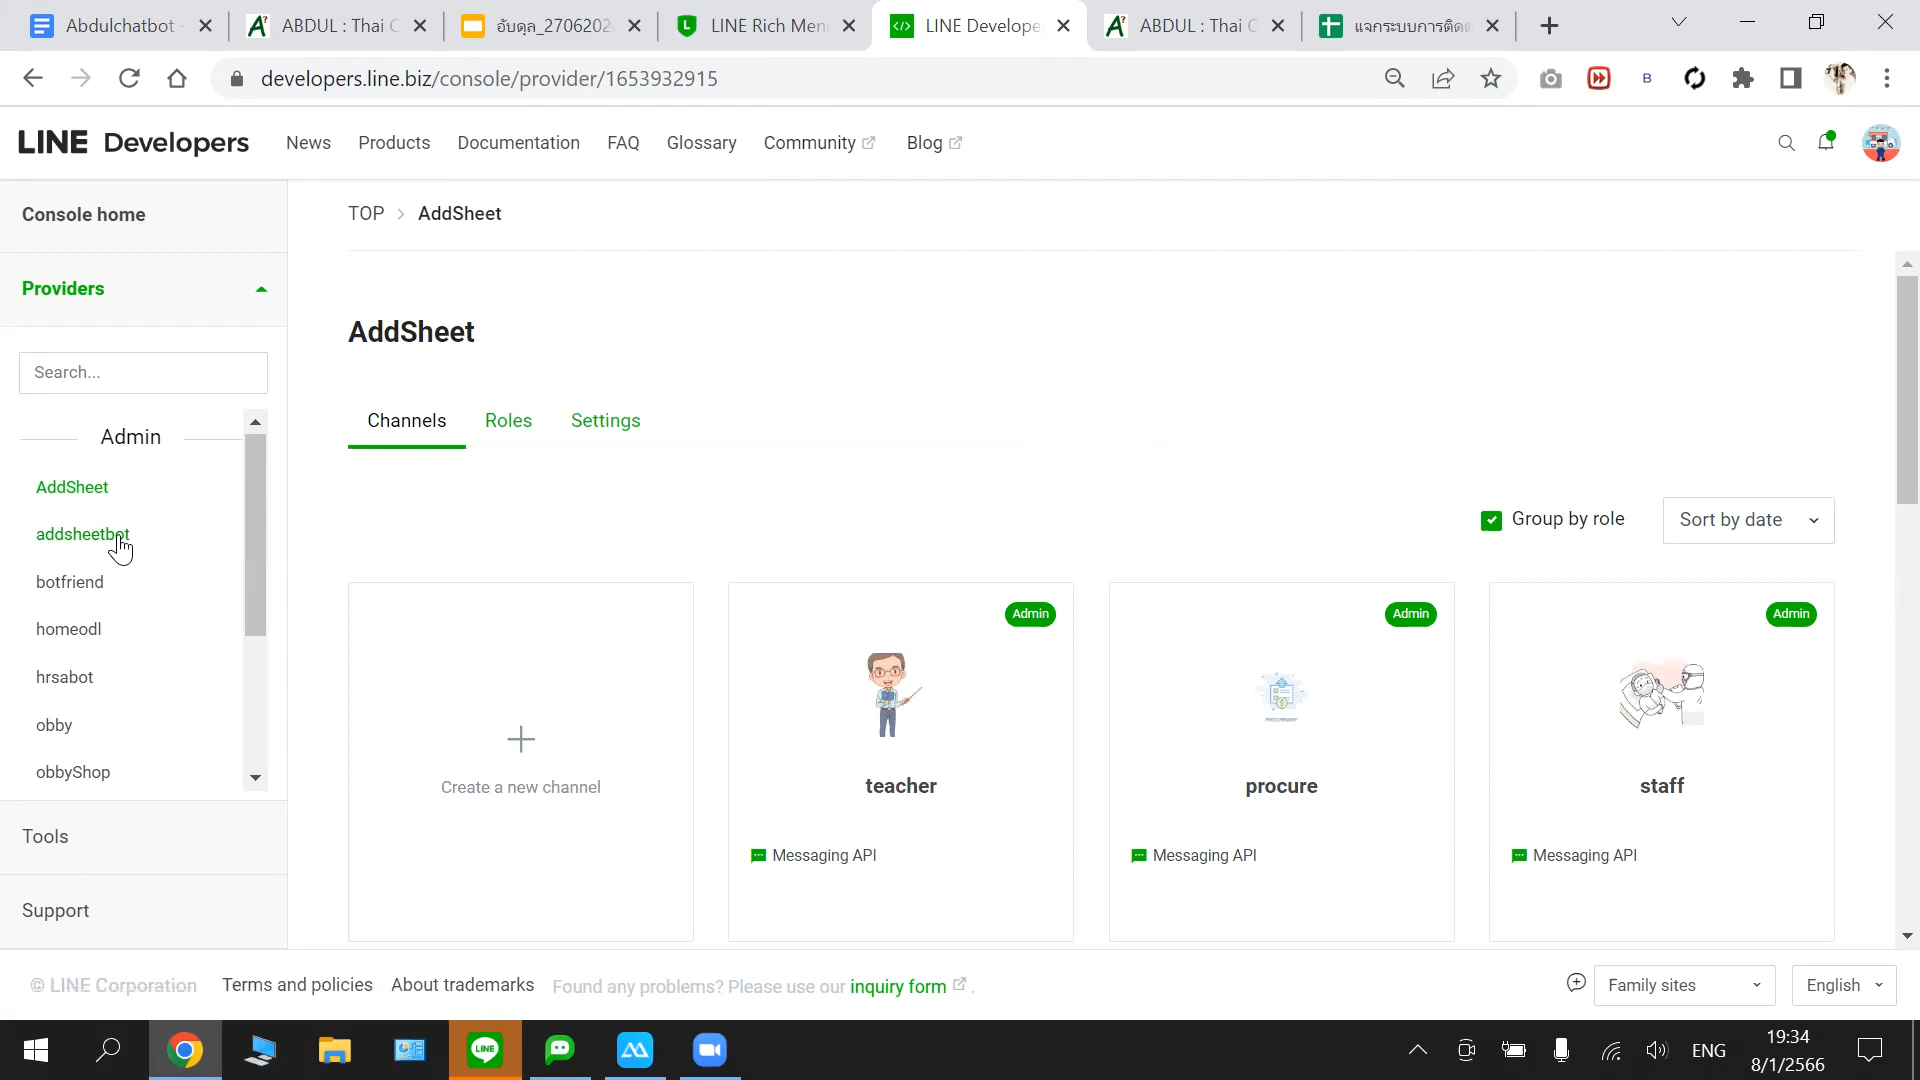 Abdulchatbot -
ABDUL : Thai C
อับดุล_2706202
LINE Rich Men
LINE Develope
ABDUL : Thai C
แจกระบบการติดต
developers.line.biz/console/provider/1653932915
LINE Developers
News
Products
Documentation
FAQ
Glossary
Community
Blog
Console home
TOP > AddSheet
Providers
AddSheet
Search...
Channels
Roles
Settings
Admin
AddSheet
addsheetbot
botfriend
homeodl
hrsabot
obby
obbyShop
Group by role
Sort by date
Create a new channel
Admin
teacher
Messaging API
Admin
procure
Messaging API
Admin
staff
Messaging API
Tools
Support
© LINE Corporation
Terms and policies
About trademarks
Found any problems? Please use our inquiry form .
Family sites
English
LINE
ENG
19:34
8/1/2566